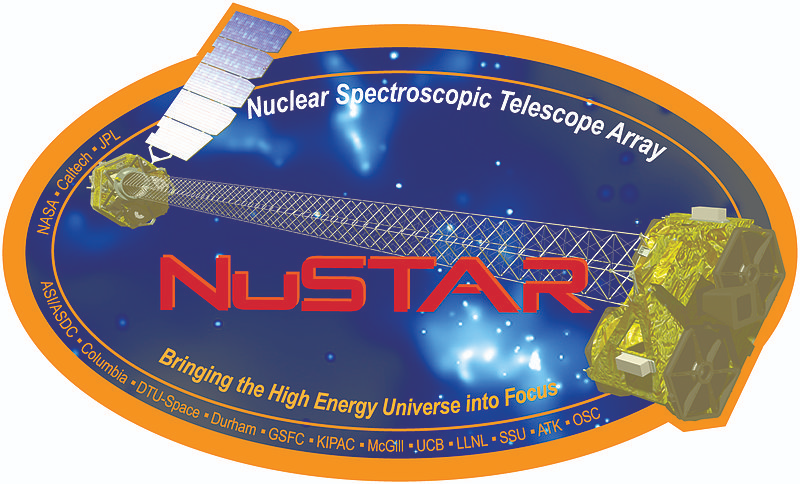 Nuclear Spectroscopic Telescope Array
NASA ▪ Caltech ▪ JPL
NuSTAR
Bringing the High Energy Universe into Focus
ASI/ASDC ▪ Columbia ▪ DTU-Space ▪ Durham ▪ GSFC ▪ KIPAC ▪ McGill ▪ UCB ▪ LLNL ▪ SSU ▪ ATK ▪ OSC